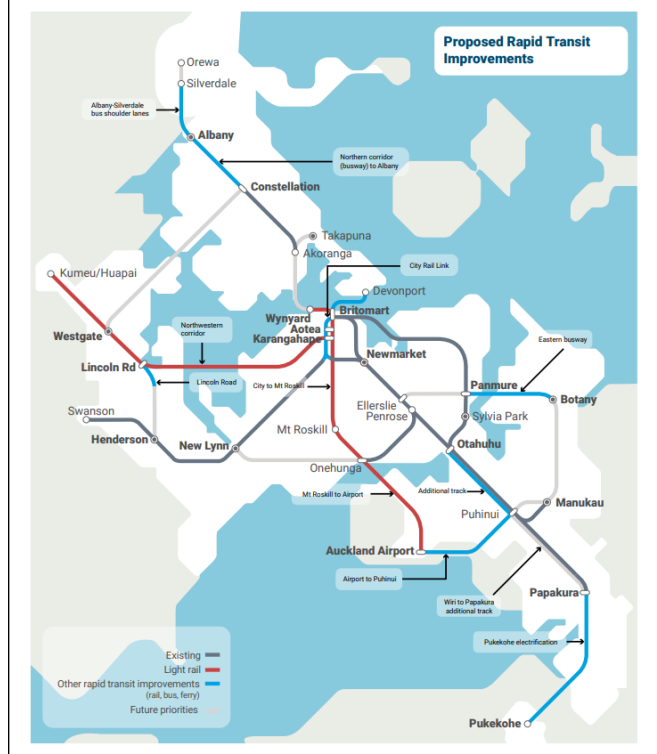 Proposed Rapid Transit
Improvements
Orewa
Silverdale
Albany-Silverdale
bus shoulder lanes
Albany
Northern corridor
(busway) to Albany
Constellation
Takapuna
Akoranga
City Rail Link
Kumeu/Huapai
Devonport
Wynyard
Britomart
Aotea
Karangahape
Westgate
Northwestern
corridor
Newmarket
Eastern busway
Lincoln Rd
Lincoln Road
City to Mt Roskill
Panmure
Botany
Swanson
Ellerslie
Penrose
Sylvia Park
Henderson
New Lynn
Mt Roskill
Otahuhu
Onehunga
Mt Roskill to Airport
Additional track
Manukau
Puhinui
Auckland Airport
Airport to Puhinui
Wiri to Papakura
additional track
Papakura
Pukekohe electrification
Existing
Light rail
Other rapid transit improvements
(rail, bus, ferry)
Future priorities
Pukekohe